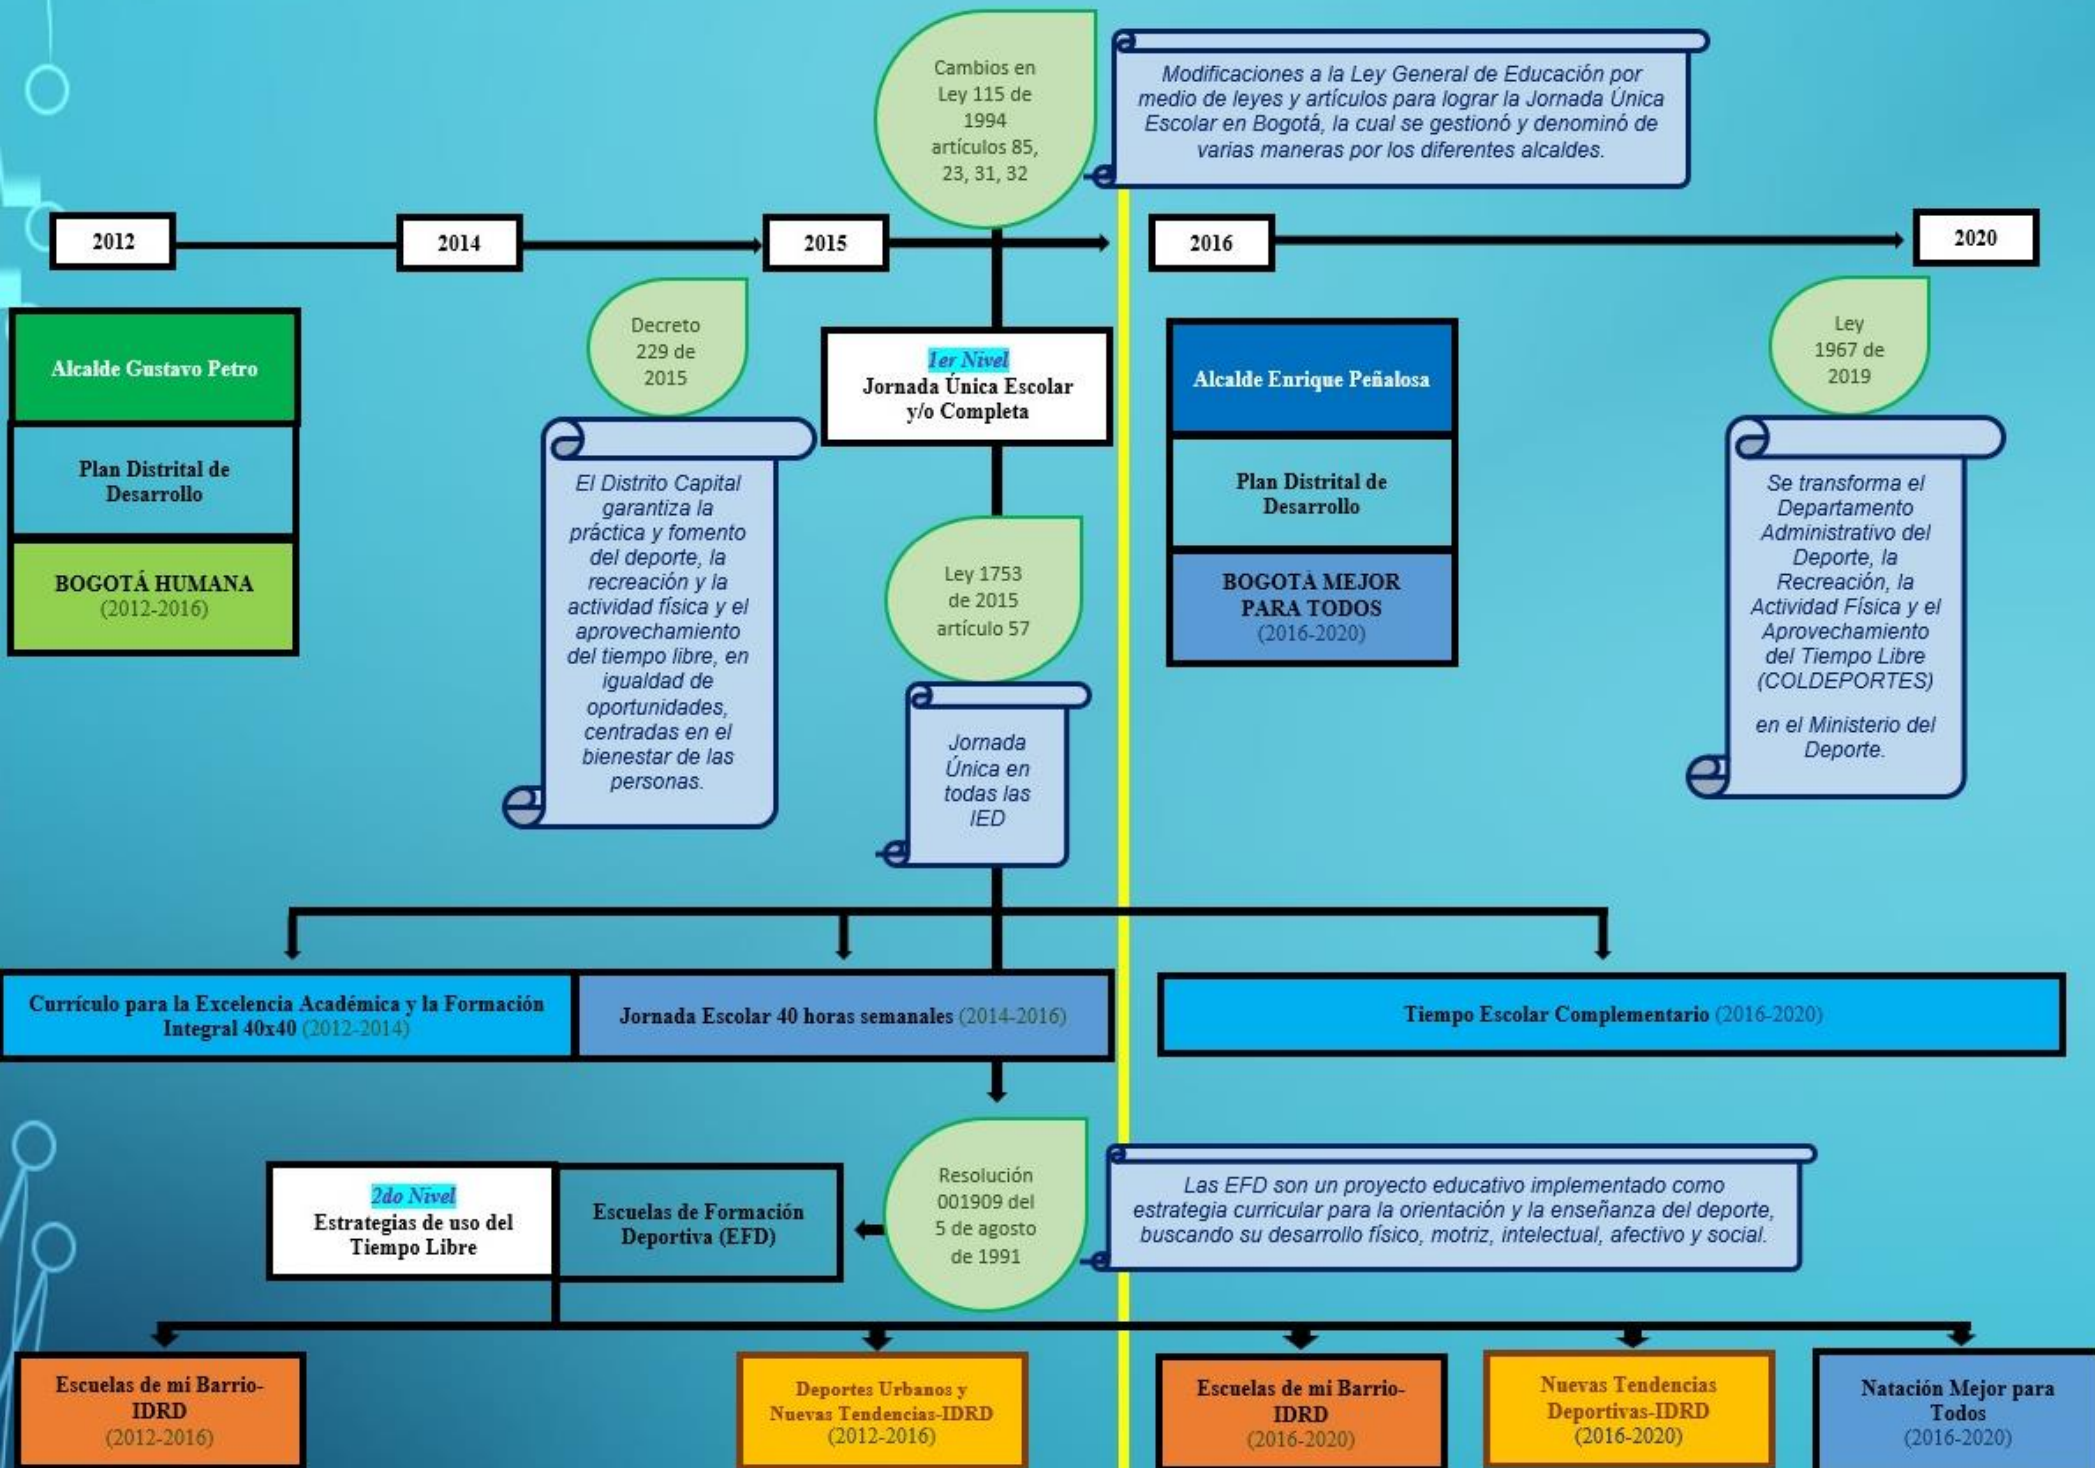 Cambios en
Ley 115 de
1994
artículos 85,
23, 31, 32
Modificaciones a la Ley General de Educación por
medio de leyes y artículos para lograr la Jornada Única
Escolar en Bogotá, la cual se gestionó y denominó de
varias maneras por los diferentes alcaldes.
2012
2014
2015
2016
2020
Alcalde Gustavo Petro
Plan Distrital de
Desarrollo
BOGOTÁ HUMANA
(2012-2016)
Decreto
229 de
2015
El Distrito Capital
garantiza la
práctica y fomento
del deporte, la
recreación y la
actividad física y el
aprovechamiento
del tiempo libre, en
igualdad de
oportunidades,
centradas en el
bienestar de las
personas.
1er Nivel
Jornada Única Escolar
y/o Completa
Ley 1753
de 2015
artículo 57
Jornada
Única en
todas las
IED
Alcalde Enrique Peñalosa
Plan Distrital de
Desarrollo
BOGOTÀ MEJOR
PARA TODOS
(2016-2020)
Ley
1967 de
2019
Se transforma el
Departamento
Administrativo del
Deporte, la
Recreación, la
Actividad Física y el
Aprovechamiento
del Tiempo Libre
(COLDEPORTES)
en el Ministerio del
Deporte.
Currículo para la Excelencia Académica y la Formación
Integral 40x40 (2012-2014)
Jornada Escolar 40 horas semanales (2014-2016)
Tiempo Escolar Complementario (2016-2020)
2do Nivel
Estrategias de uso del
Tiempo Libre
Escuelas de Formación
Deportiva (EFD)
Resolución
001909 del
5 de agosto
de 1991
Las EFD son un proyecto educativo implementado como
estrategia curricular para la orientación y la enseñanza del deporte,
buscando su desarrollo físico, motriz, intelectual, afectivo y social.
Escuelas de mi Barrio-
IDRD
(2012-2016)
Deportes Urbanos y
Nuevas Tendencias-IDRD
(2012-2016)
Escuelas de mi Barrio-
IDRD
(2016-2020)
Nuevas Tendencias
Deportivas-IDRD
(2016-2020)
Natación Mejor para
Todos
(2016-2020)